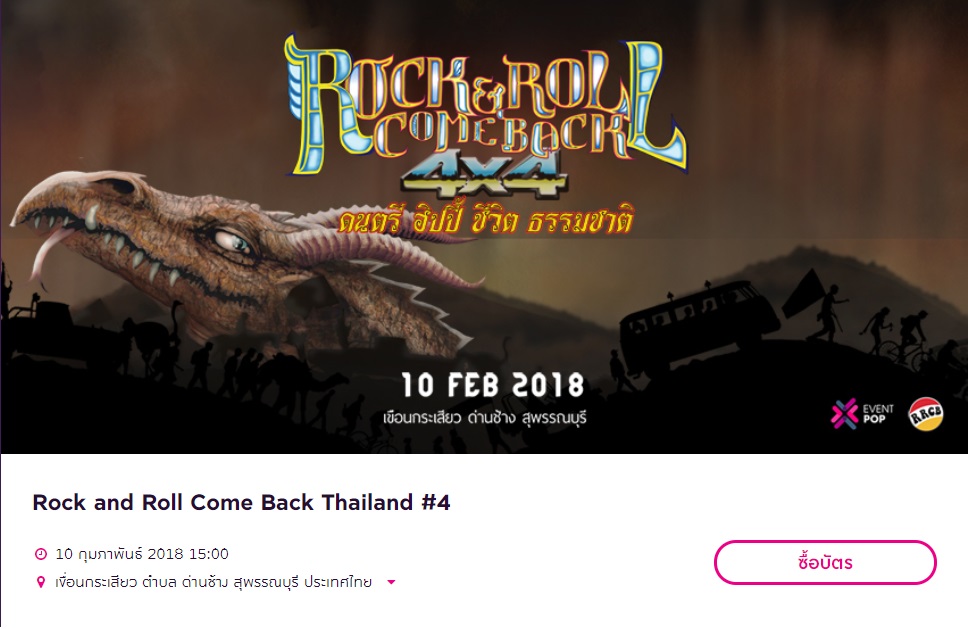 ROCK & ROLL
COME BACK
4x4
ดนตรี ฮิปปี้ ชีวิต ธรรมชาติ
10 FEB 2018
เขื่อนกระเสียว ด่านช้าง สุพรรณบุรี
EVENT
POP
RRCB
Rock and Roll Come Back Thailand #4
10 กุมภาพันธ์ 2018 15:00
เขื่อนกระเสียว ตำบล ด่านช้าง สุพรรณบุรี ประเทศไทย
ซื้อบัตร